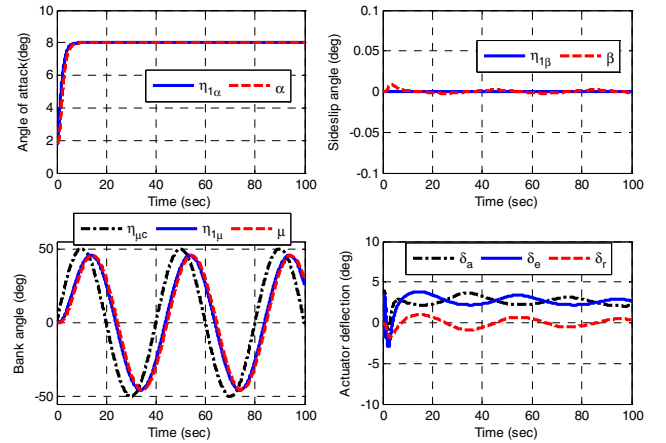 10
8
6
4
2
0
0 20 40 60 80 100
Angle of attack(deg)
Time (sec)
η1α α
0.1
0.05
0
-0.05
-0.1
0 20 40 60 80 100
Sideslip angle (deg)
Time (sec)
η1β β
50
0
-50
0 20 40 60 80 100
Bank angle (deg)
Time (sec)
ημc η1μ μ
10
5
0
-5
-10
0 20 40 60 80 100
Actuator deflection (deg)
Time (sec)
δa δe δr